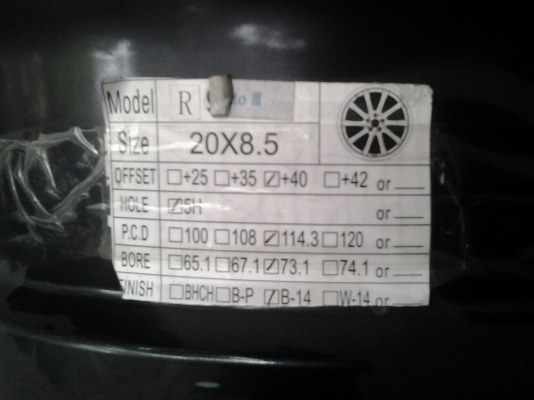 Model R
Size 20X8.5
OFFSET □+25 □+35 ☑+40 □+42 or
HOLE ☑5H or
P.C.D □100 □108 ☑114.3 □120 or
BORE □65.1 □67.1 ☑73.1 □74.1 or
NISH □BHCH □B-P ☑B-14 □W-14 or